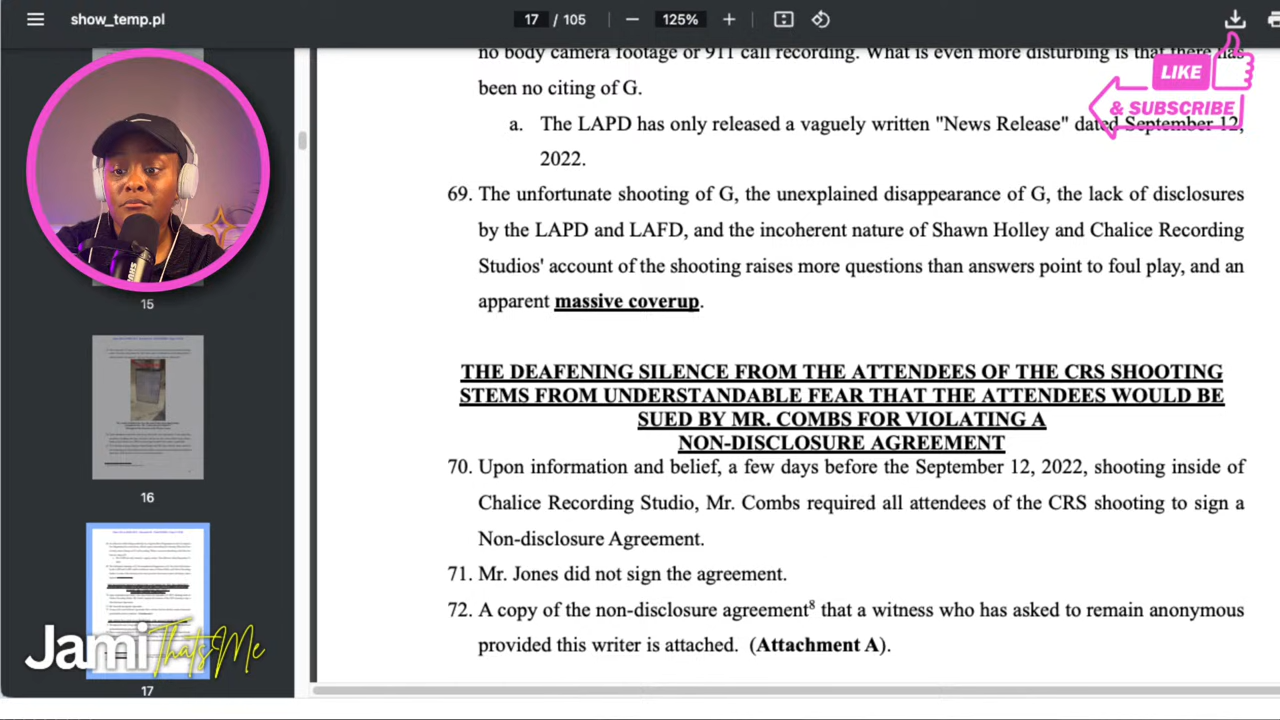 show_temp.pl
17 / 105
125%
no body camera footage or 911 call recording. What is even more disturbing is that there has
been no citing of G.
LIKE
& SUBSCRIBE
a. The LAPD has only released a vaguely written "News Release" dated September 12,
2022.
69. The unfortunate shooting of G, the unexplained disappearance of G, the lack of disclosures
by the LAPD and LAFD, and the incoherent nature of Shawn Holley and Chalice Recording
Studios' account of the shooting raises more questions than answers point to foul play, and an
apparent massive coverup.
THE DEAFENING SILENCE FROM THE ATTENDEES OF THE CRS SHOOTING
STEMS FROM UNDERSTANDABLE FEAR THAT THE ATTENDEES WOULD BE
SUED BY MR. COMBS FOR VIOLATING A
NON-DISCLOSURE AGREEMENT
70. Upon information and belief, a few days before the September 12, 2022, shooting inside of
Chalice Recording Studio, Mr. Combs required all attendees of the CRS shooting to sign a
Non-disclosure Agreement.
71. Mr. Jones did not sign the agreement.
72. A copy of the non-disclosure agreement⁸ that a witness who has asked to remain anonymous
provided this writer is attached. (Attachment A).
15
16
17
Jami ThatsMe